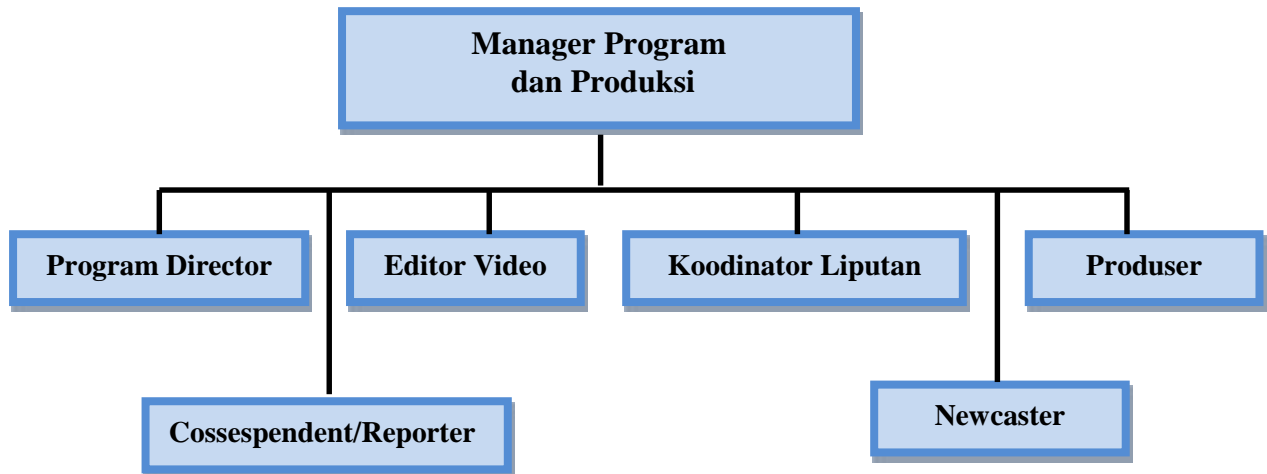 Manager Program
dan Produksi
Program Director
Editor Video
Koodinator Liputan
Produser
Cossespendent/Reporter
Newcaster